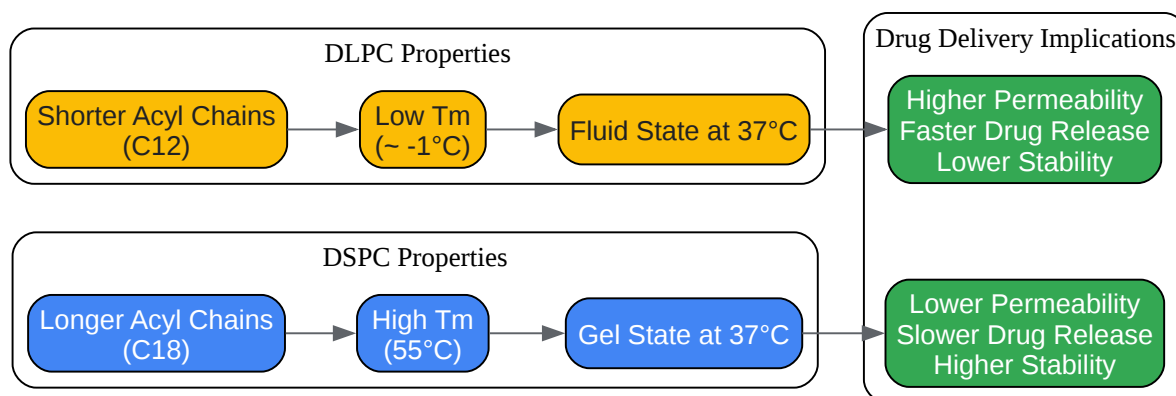 DLPC Properties
Shorter Acyl Chains
(C12)
Low Tm
(~ -1°C)
Fluid State at 37°C
Drug Delivery Implications
Higher Permeability
Faster Drug Release
Lower Stability
DSPC Properties
Longer Acyl Chains
(C18)
High Tm
(55°C)
Gel State at 37°C
Lower Permeability
Slower Drug Release
Higher Stability